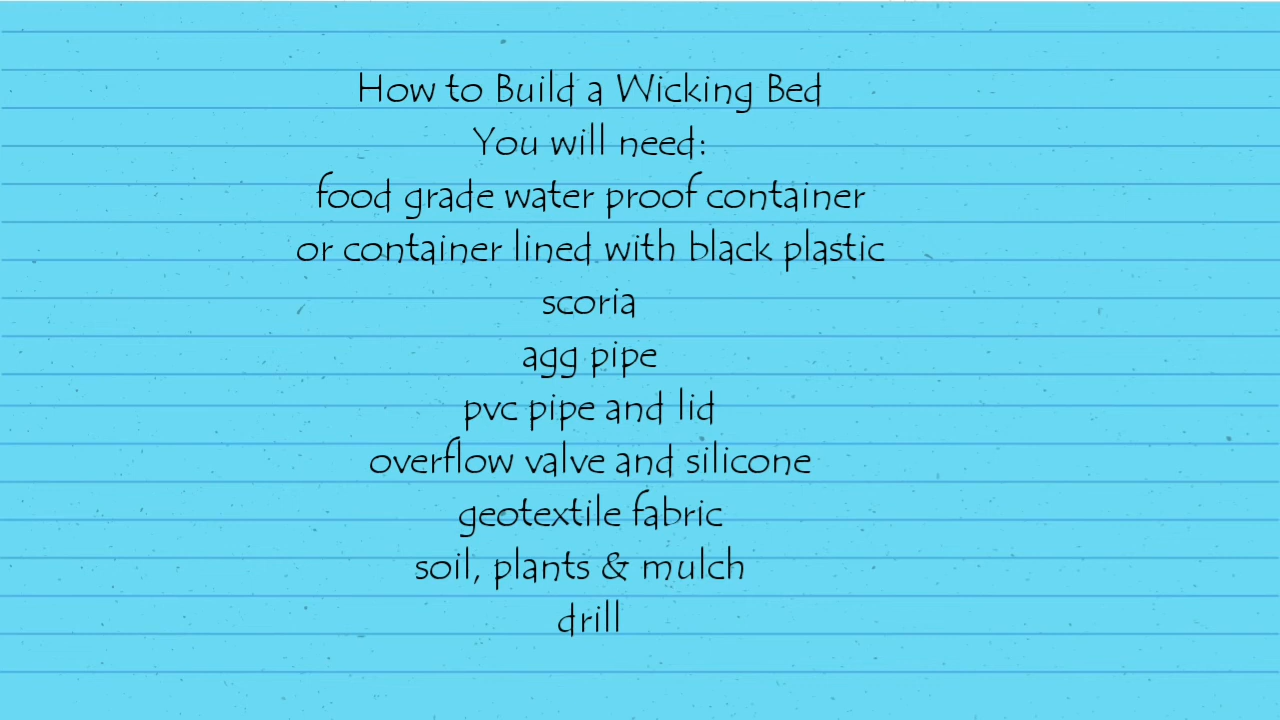 How to Build a Wicking Bed
You will need:
food grade water proof container
or container lined with black plastic
scoria
agg pipe
pvc pipe and lid
overflow valve and silicone
geotextile fabric
soil, plants & mulch
drill